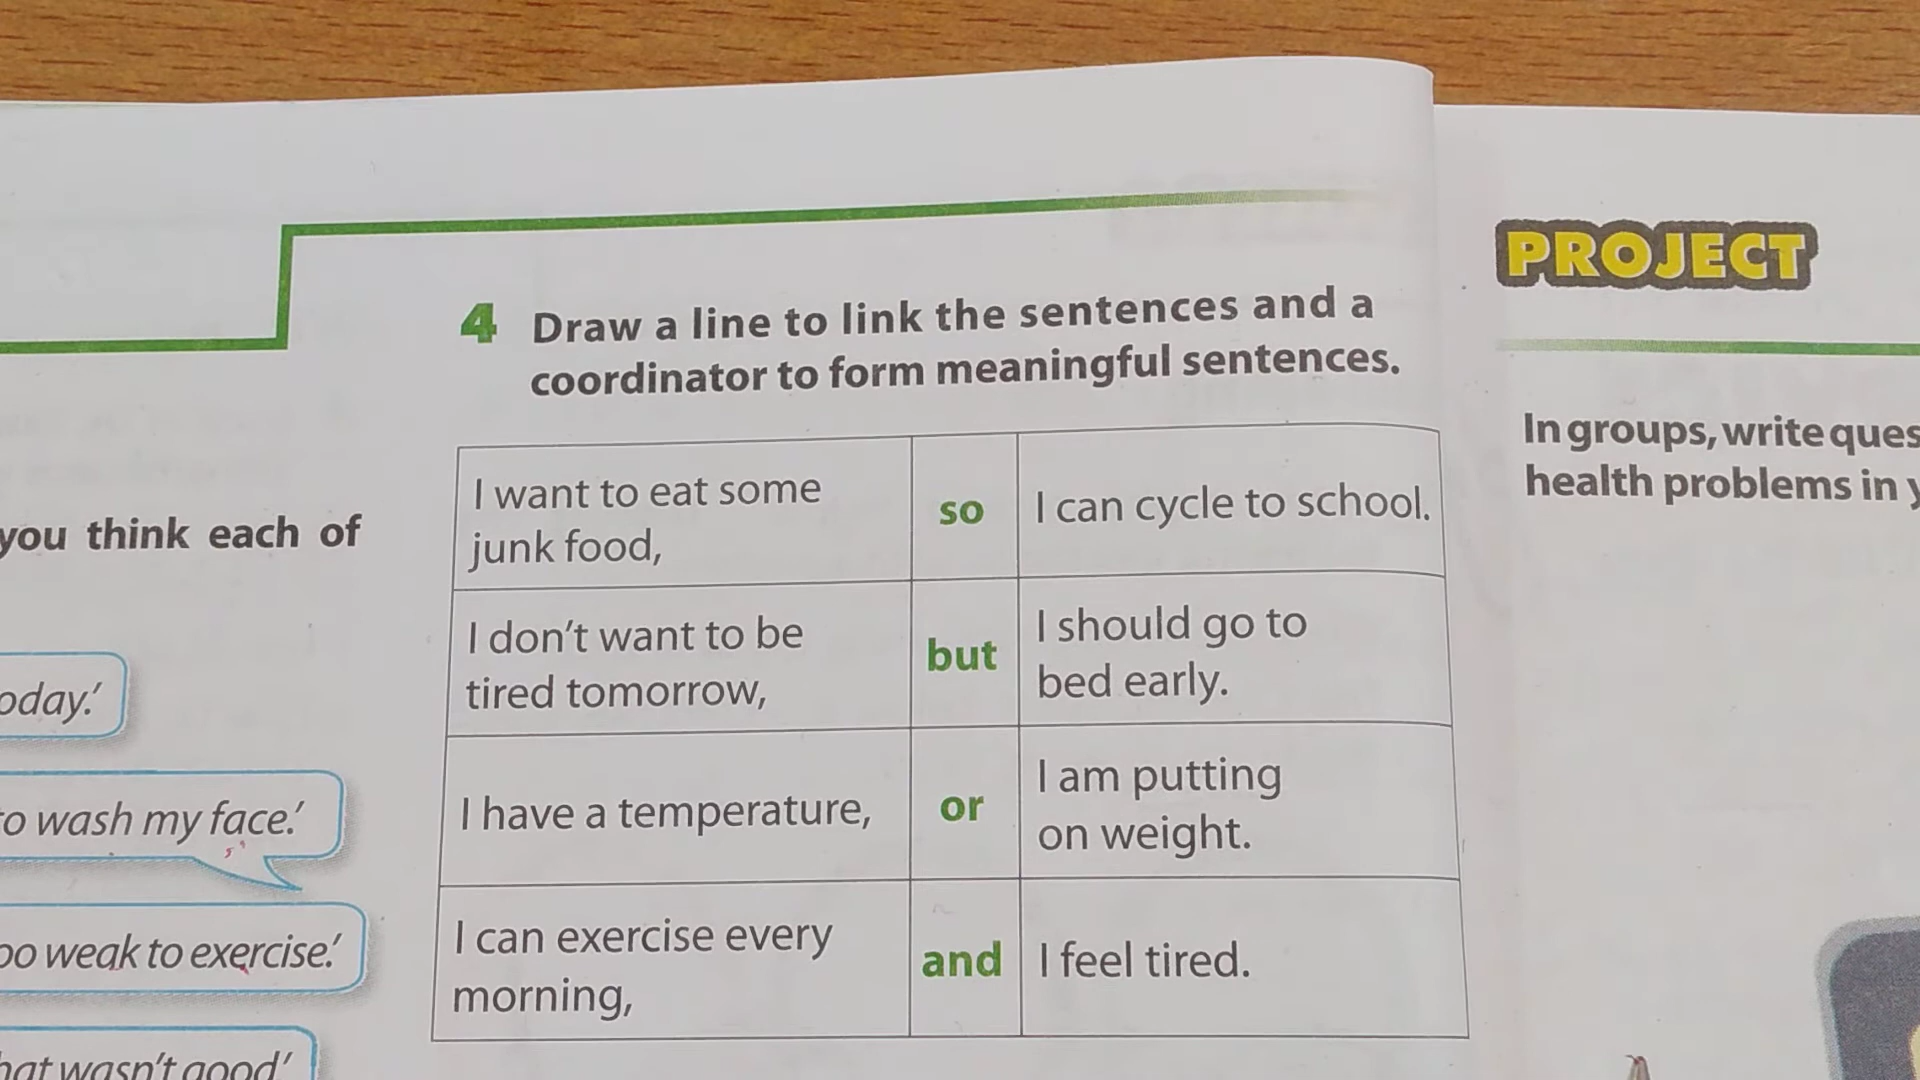 4 Draw a line to link the sentences and a
coordinator to form meaningful sentences.
I want to eat some
junk food,
so
I can cycle to school.
I don't want to be
tired tomorrow,
but
I should go to
bed early.
I have a temperature,
or
I am putting
on weight.
I can exercise every
morning,
and
I feel tired.
you think each of
to wash my face.'
weak to exercise.'
wasn't good'
PROJECT
In groups, write
health problems in